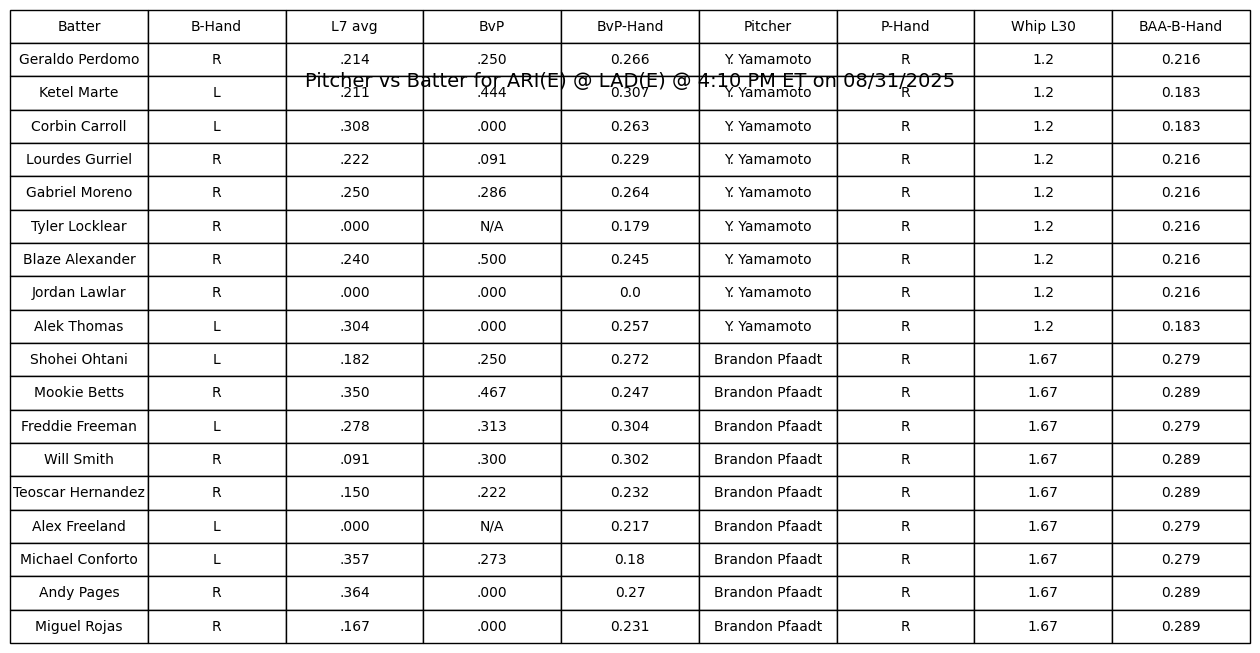 Batter B-Hand L7 avg BvP BvP-Hand Pitcher P-Hand Whip L30 BAA-B-Hand
Geraldo Perdomo R .214 .250 0.266 Y. Yamamoto R 1.2 0.216
Pitcher vs Batter for ARI(E) @ LAD(E) @ 4:10 PM ET on 08/31/2025
Ketel Marte L .211 .444 0.307 Y. Yamamoto R 1.2 0.183
Corbin Carroll L .308 .000 0.263 Y. Yamamoto R 1.2 0.183
Lourdes Gurriel R .222 .091 0.229 Y. Yamamoto R 1.2 0.216
Gabriel Moreno R .250 .286 0.264 Y. Yamamoto R 1.2 0.216
Tyler Locklear R .000 N/A 0.179 Y. Yamamoto R 1.2 0.216
Blaze Alexander R .240 .500 0.245 Y. Yamamoto R 1.2 0.216
Jordan Lawlar R .000 .000 0.0 Y. Yamamoto R 1.2 0.216
Alek Thomas L .304 .000 0.257 Y. Yamamoto R 1.2 0.183
Shohei Ohtani L .182 .250 0.272 Brandon Pfaadt R 1.67 0.279
Mookie Betts R .350 .467 0.247 Brandon Pfaadt R 1.67 0.289
Freddie Freeman L .278 .313 0.304 Brandon Pfaadt R 1.67 0.279
Will Smith R .091 .300 0.302 Brandon Pfaadt R 1.67 0.289
Teoscar Hernandez R .150 .222 0.232 Brandon Pfaadt R 1.67 0.289
Alex Freeland L .000 N/A 0.217 Brandon Pfaadt R 1.67 0.279
Michael Conforto L .357 .273 0.18 Brandon Pfaadt R 1.67 0.279
Andy Pages R .364 .000 0.27 Brandon Pfaadt R 1.67 0.289
Miguel Rojas R .167 .000 0.231 Brandon Pfaadt R 1.67 0.289